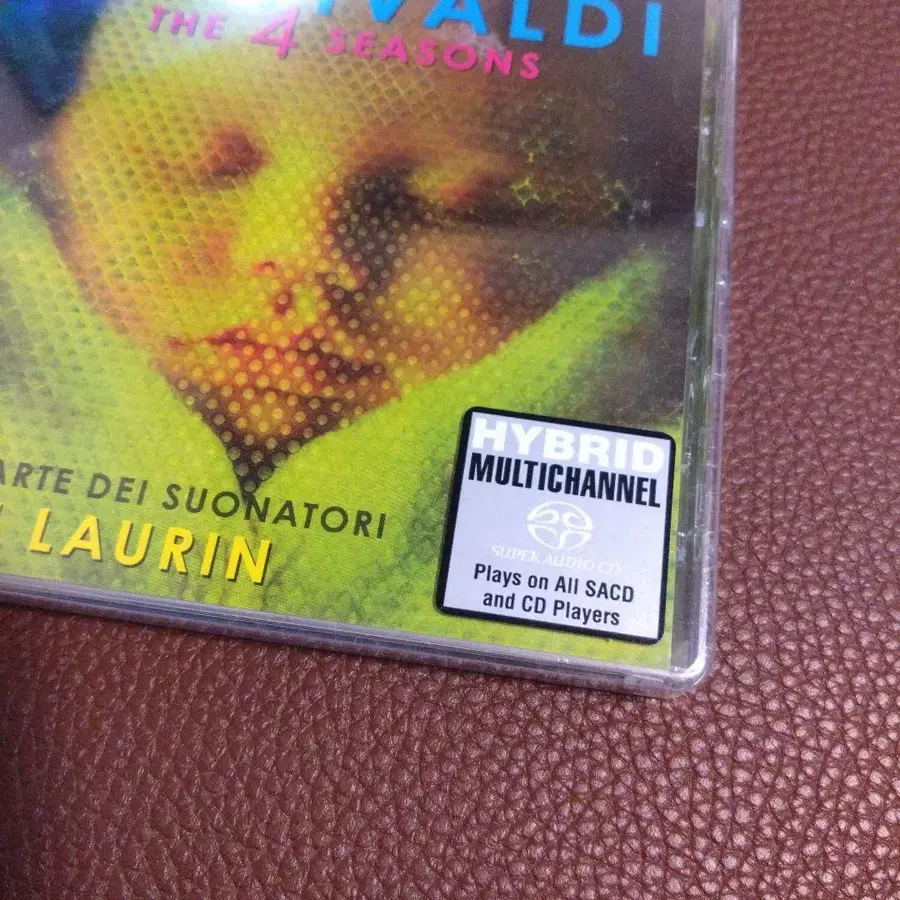 IVALDI
THE 4 SEASONS
ARTE DEI SUONATORI
LAURIN
HYBRID
MULTICHANNEL
SUPER AUDIO CD
Plays on All SACD
and CD Players